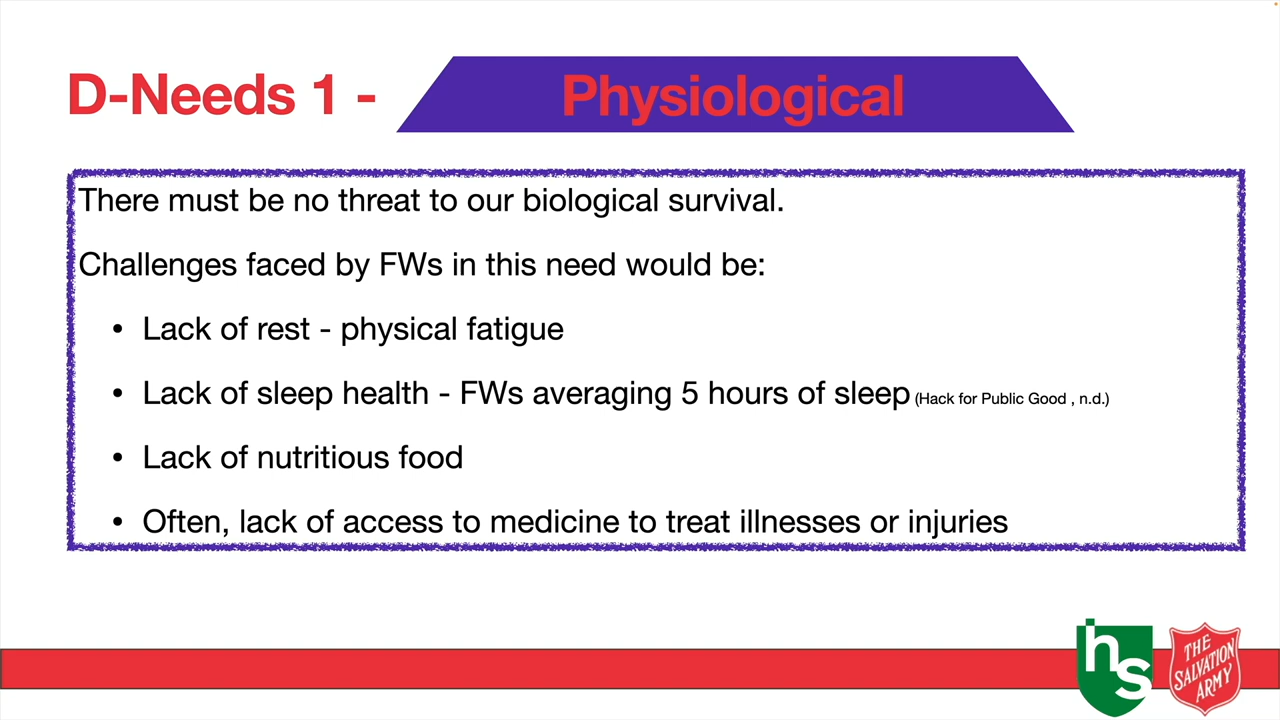 D-Needs 1 - Physiological
There must be no threat to our biological survival.
Challenges faced by FWs in this need would be:
• Lack of rest - physical fatigue
• Lack of sleep health - FWs averaging 5 hours of sleep (Hack for Public Good , n.d.)
• Lack of nutritious food
• Often, lack of access to medicine to treat illnesses or injuries
hs
THE
SALVATION
ARMY